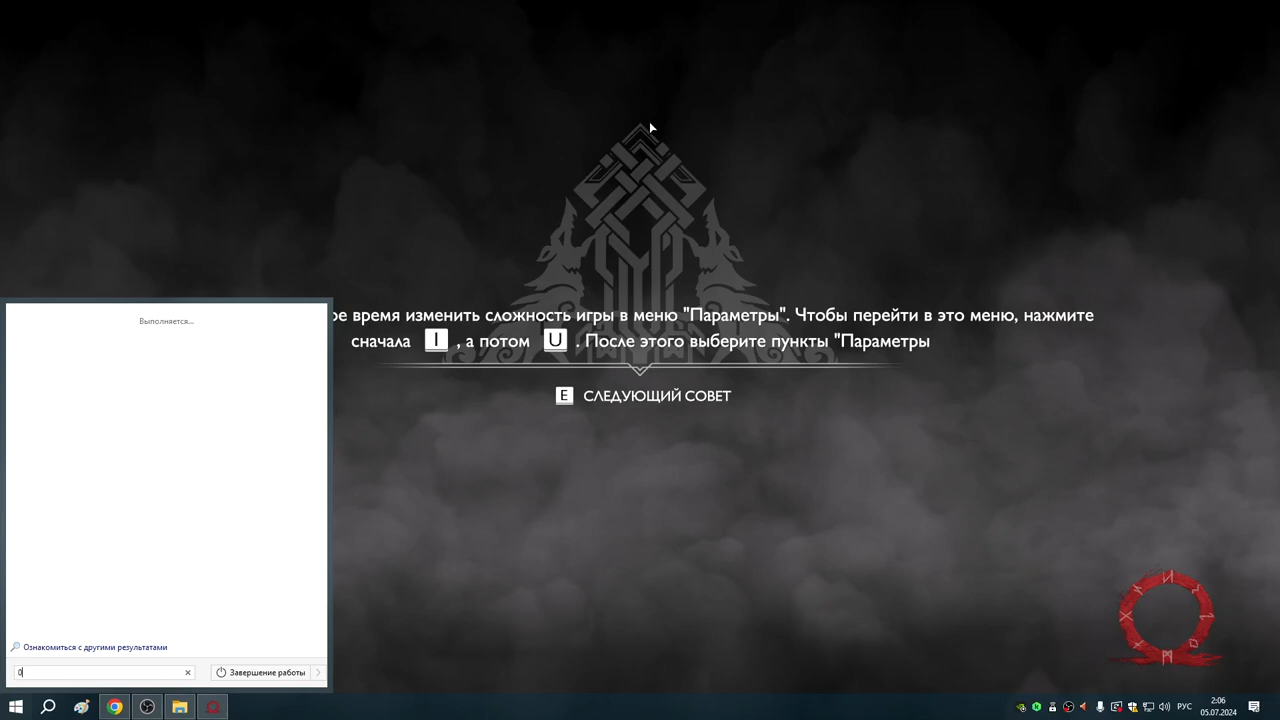 ое время изменить сложность игры в меню "Параметры". Чтобы перейти в это меню, нажмите
сначала I , а потом U . После этого выберите пункты "Параметры
E СЛЕДУЮЩИЙ СОВЕТ
Выполняется...
Ознакомиться с другими результатами
0
Завершение работы
РУС
2:06
05.07.2024